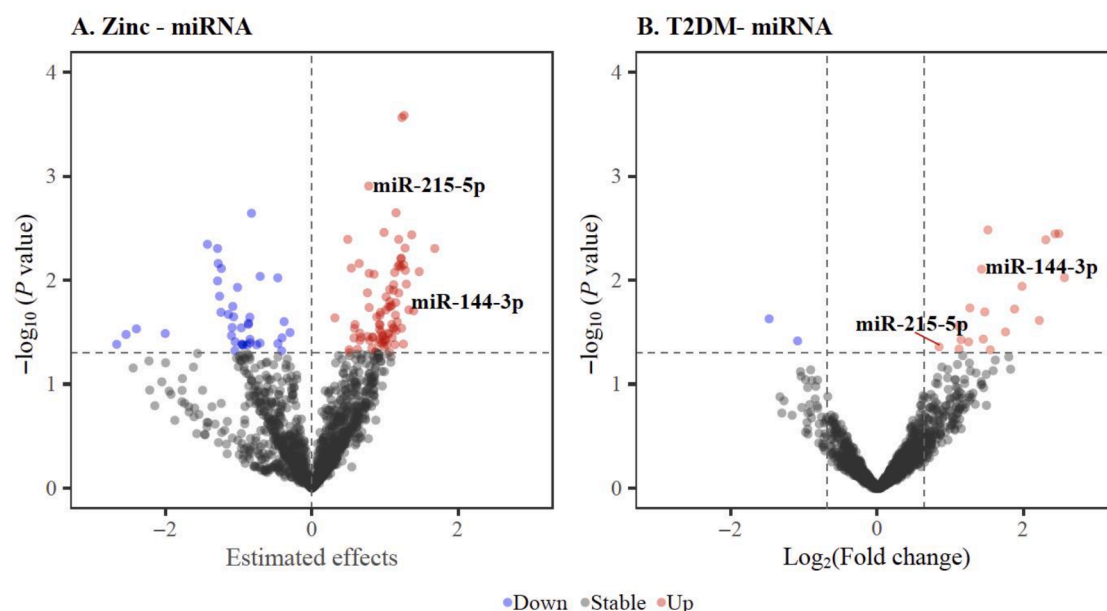 A. Zinc - miRNA
B. T2DM- miRNA
4
3
2
1
0
−log10 (P value)
miR-215-5p
miR-144-3p
−2
0
2
Estimated effects
4
3
2
1
0
−log10 (P value)
miR-144-3p
miR-215-5p
−2
0
2
Log2(Fold change)
Down Stable Up